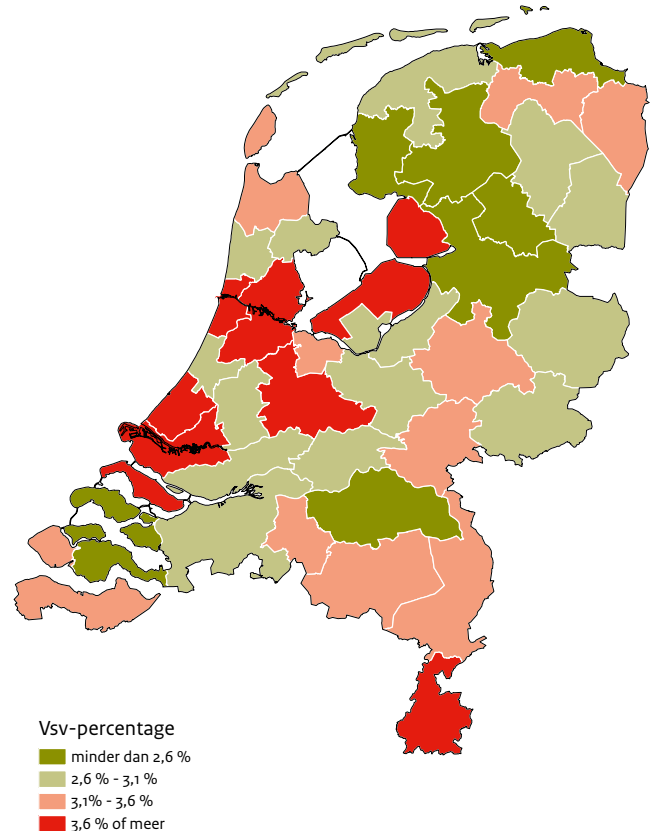 Vsv-percentage
minder dan 2,6 %
2,6 % - 3,1 %
3,1% - 3,6 %
3,6 % of meer